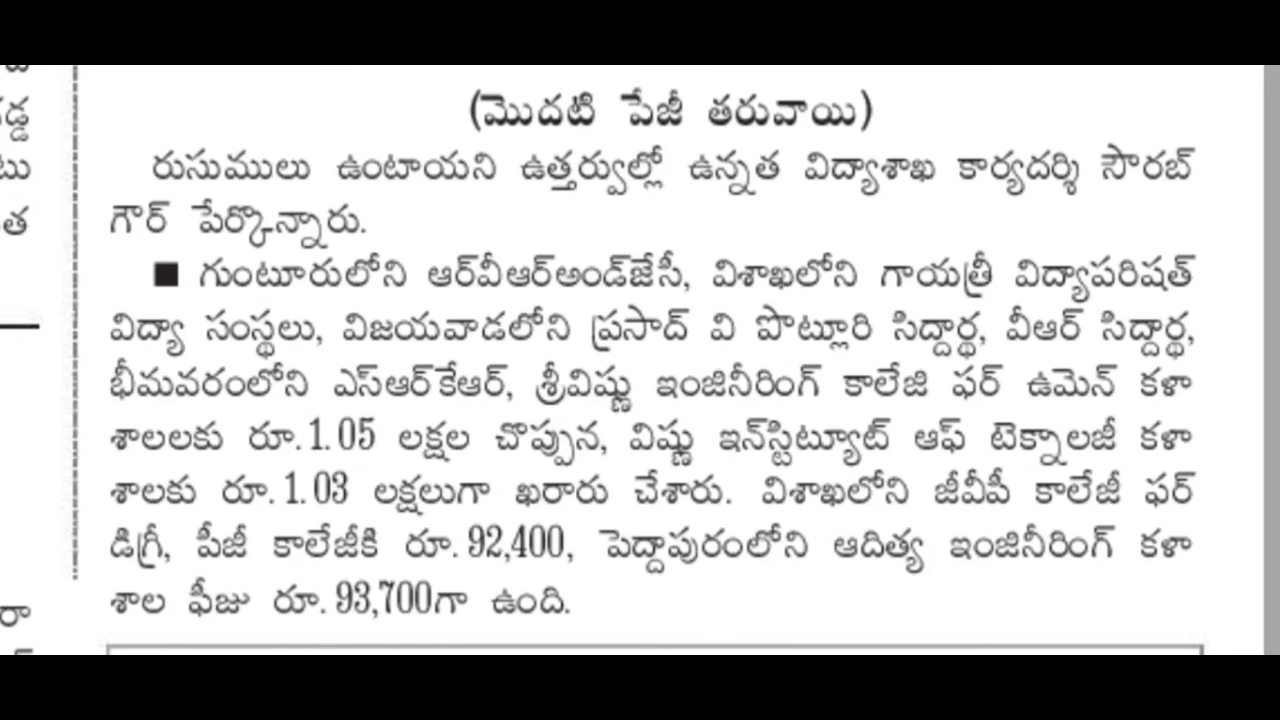 (మొదటి పేజీ తరువాయి)
రుసుములు ఉంటాయని ఉత్తర్వుల్లో ఉన్నత విద్యాశాఖ కార్యదర్శి సౌరబ్
గౌర్ పేర్కొన్నారు.
■ గుంటూరులోని ఆర్‌వీఆర్‌అండ్‌జేసీ, విశాఖలోని గాయత్రీ విద్యాపరిషత్
విద్యా సంస్థలు, విజయవాడలోని ప్రసాద్ వి పొట్లూరి సిద్దార్థ, వీఆర్ సిద్దార్థ,
భీమవరంలోని ఎస్ఆర్‌కేఆర్, శ్రీవిష్ణు ఇంజినీరింగ్ కాలేజి ఫర్ ఉమెన్ కళా
శాలలకు రూ.1.05 లక్షల చొప్పున, విష్ణు ఇన్‌స్టిట్యూట్ ఆఫ్ టెక్నాలజీ కళా
శాలకు రూ.1.03 లక్షలుగా ఖరారు చేశారు. విశాఖలోని జీవీపీ కాలేజీ ఫర్
డిగ్రీ, పీజీ కాలేజీకి రూ.92,400, పెద్దాపురంలోని ఆదిత్య ఇంజినీరింగ్ కళా
శాల ఫీజు రూ.93,700గా ఉంది.